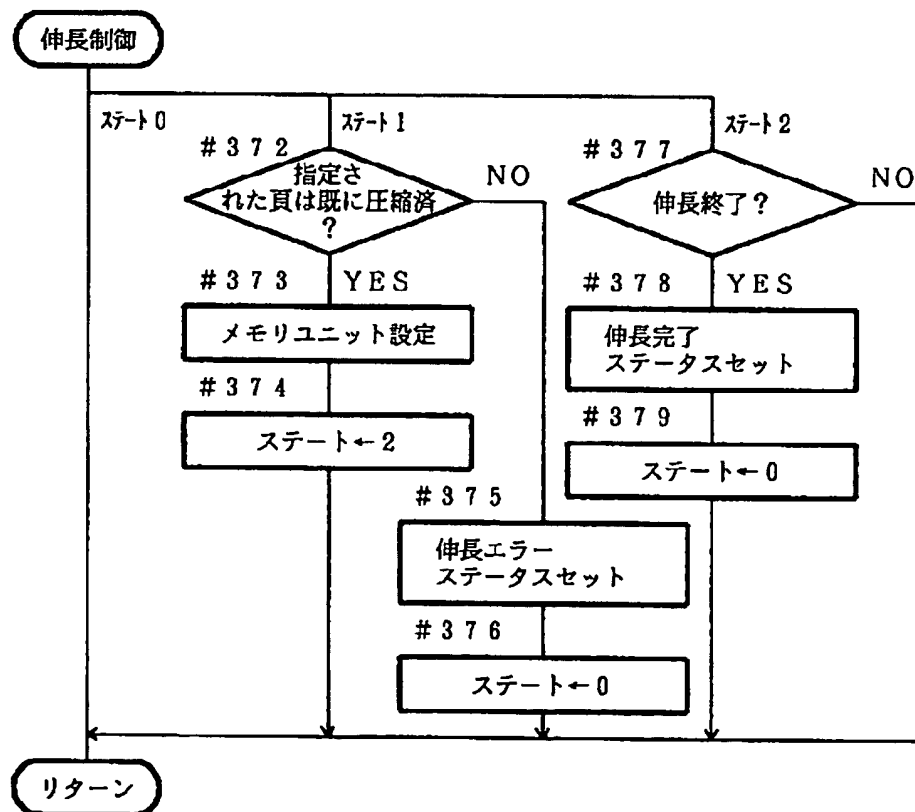 伸長制御
ステート0
ステート1
ステート2
#372
指定さ
れた頁は既に圧縮済
?
NO
#377
伸長終了?
NO
#373
YES
メモリユニット設定
#378
YES
伸長完了
ステータスセット
#374
ステート←2
#379
ステート←0
#375
伸長エラー
ステータスセット
#376
ステート←0
リターン